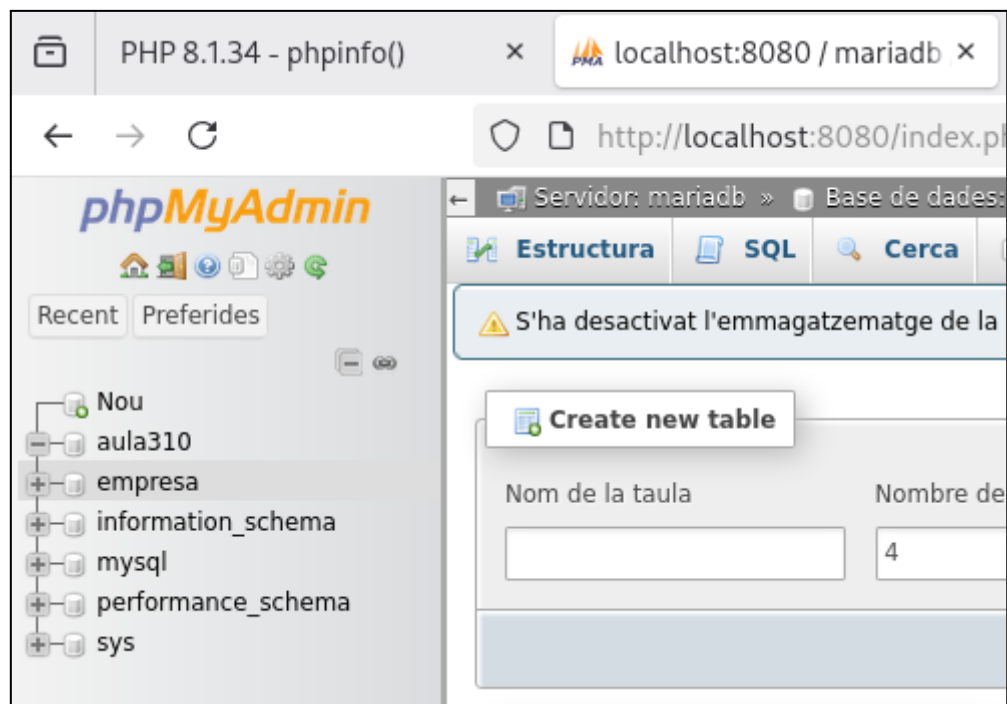 PHP 8.1.34 - phpinfo()
localhost:8080 / mariadb
http://localhost:8080/index.p
phpMyAdmin
Recent Preferides
Nou
aula310
empresa
information_schema
mysql
performance_schema
sys
Servidor: mariadb » Base de dades:
Estructura SQL Cerca
S'ha desactivat l'emmagatzematge de la
Create new table
Nom de la taula Nombre de
4